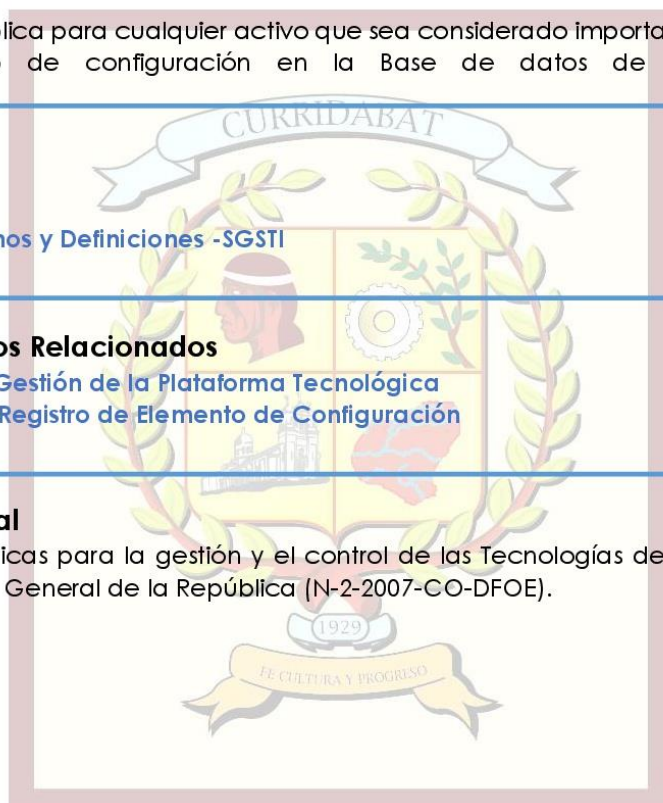 plica para cualquier activo que sea considerado importa
de configuración en la Base de datos de
CURRIDABAT
nos y Definiciones -SGSTI
os Relacionados
Gestión de la Plataforma Tecnológica
Registro de Elemento de Configuración
al
icas para la gestión y el control de las Tecnologías de
General de la República (N-2-2007-CO-DFOE).
1929
FE CULTURA Y PROGRESO